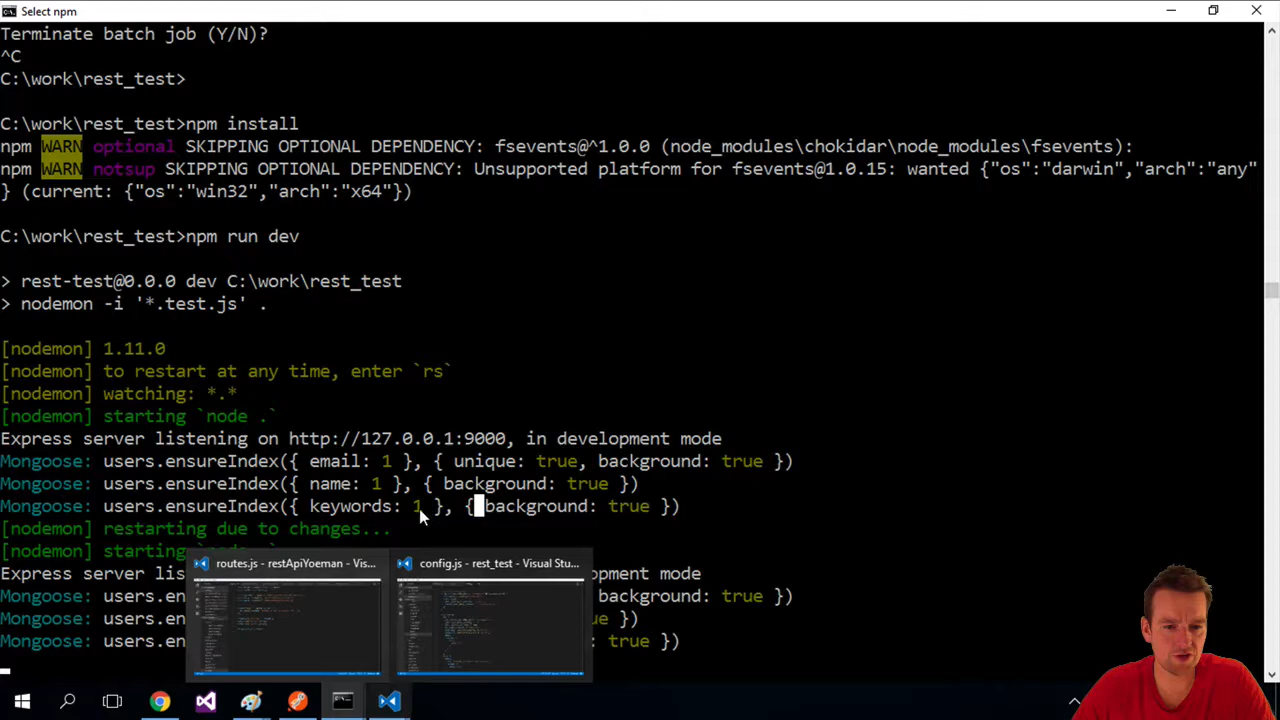 Select npm
Terminate batch job (Y/N)?
^C
C:\work\rest_test>
C:\work\rest_test>npm install
npm WARN optional SKIPPING OPTIONAL DEPENDENCY: fsevents@^1.0.0 (node_modules\chokidar\node_modules\fsevents):
npm WARN notsup SKIPPING OPTIONAL DEPENDENCY: Unsupported platform for fsevents@1.0.15: wanted {"os":"darwin","arch":"any"
} (current: {"os":"win32","arch":"x64"})
C:\work\rest_test>npm run dev
> rest-test@0.0.0 dev C:\work\rest_test
> nodemon -i '*.test.js' .
[nodemon] 1.11.0
[nodemon] to restart at any time, enter `rs`
[nodemon] watching: *.*
[nodemon] starting `node .`
Express server listening on http://127.0.0.1:9000, in development mode
Mongoose: users.ensureIndex({ email: 1 }, { unique: true, background: true })
Mongoose: users.ensureIndex({ name: 1 }, { background: true })
Mongoose: users.ensureIndex({ keywords: 1 }, { background: true })
[nodemon] restarting due to changes...
[nodemon] starting
routes.js - restApiYoeman - Vis... config.js - rest_test - Visual Stu...
Express server lis pment mode
Mongoose: users.ens ackground: true })
Mongoose: users.ens ue })
Mongoose: users.ens true })